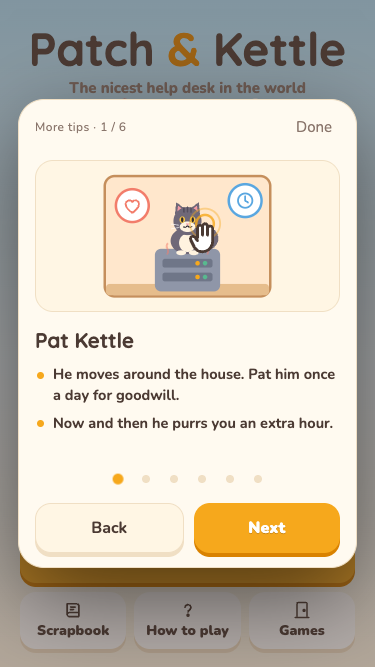 Patch & Kettle
The nicest help desk in the world
More tips · 1 / 6
Done
Pat Kettle
He moves around the house. Pat him once
a day for goodwill.
Now and then he purrs you an extra hour.
Back
Next
Scrapbook
How to play
Games